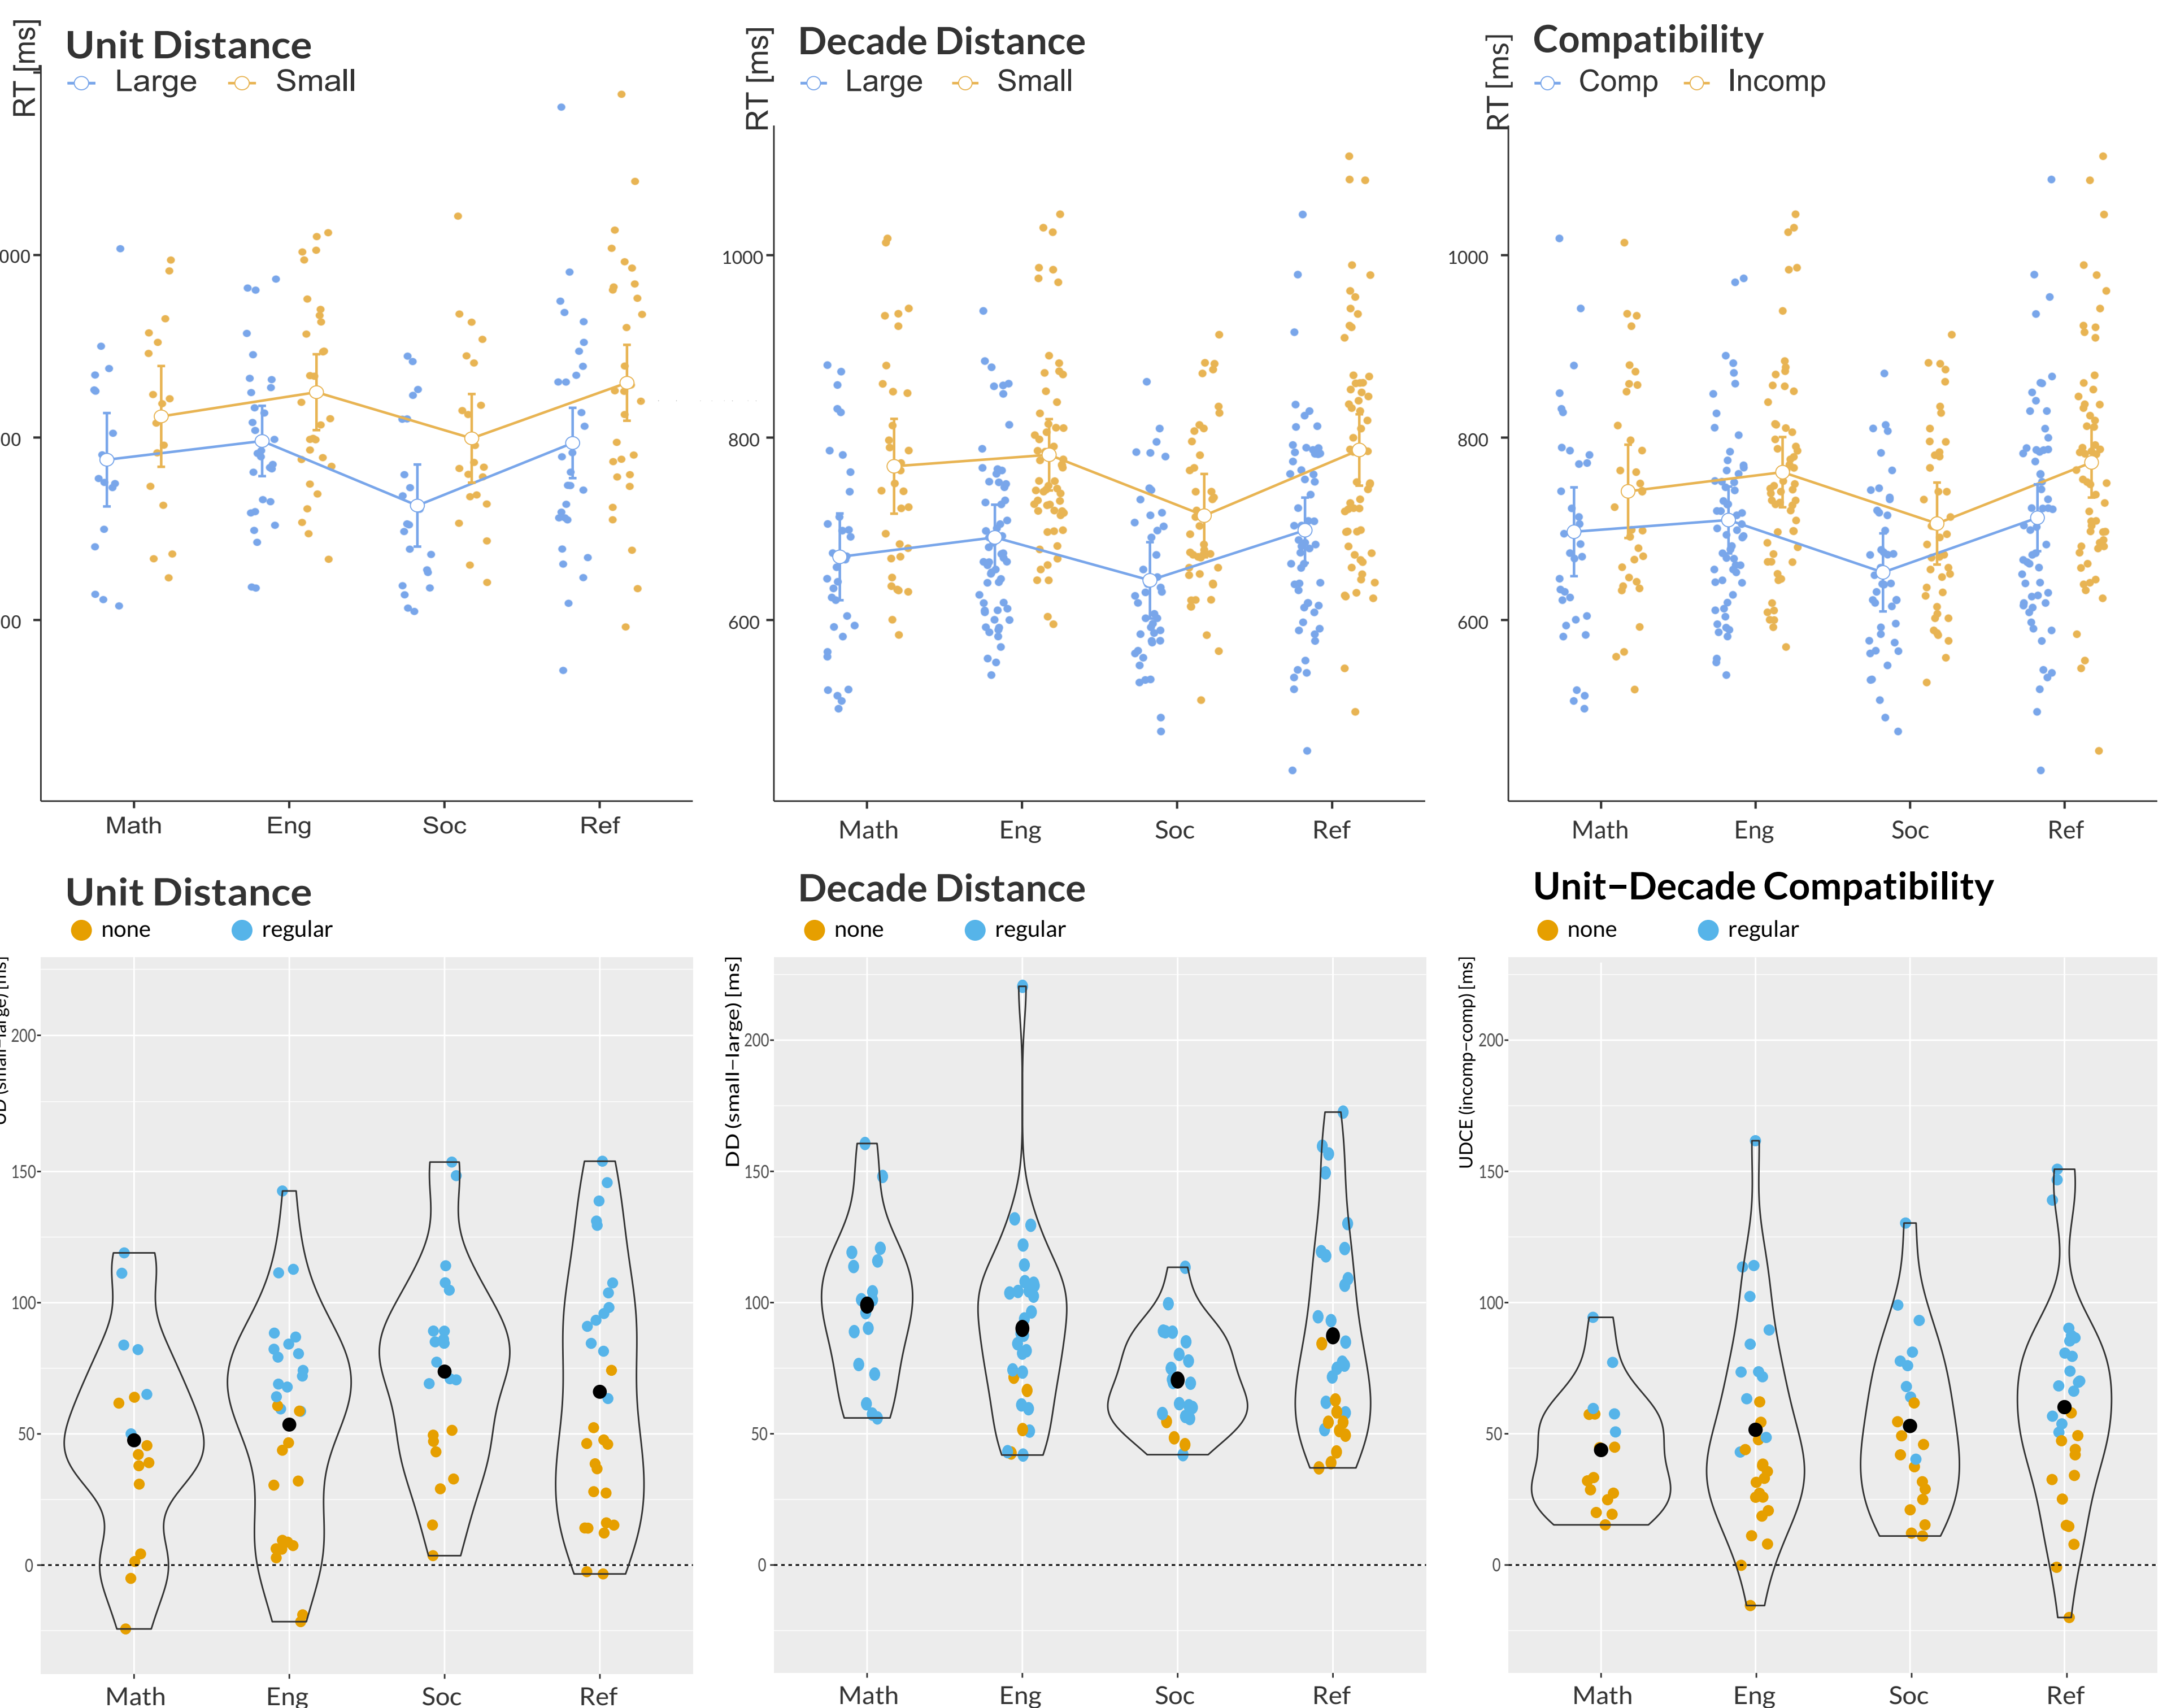 Unit Distance
Large Small
RT [ms]
000
00
00
Math Eng Soc Ref
Decade Distance
Large Small
RT [ms]
1000
800
600
Math Eng Soc Ref
Compatibility
Comp Incomp
RT [ms]
1000
800
600
Math Eng Soc Ref
Unit Distance
none regular
UD (small−large) [ms]
200
150
100
50
0
Math Eng Soc Ref
Decade Distance
none regular
DD (small−large) [ms]
200
150
100
50
0
Math Eng Soc Ref
Unit−Decade Compatibility
none regular
UDCE (incomp−comp) [ms]
200
150
100
50
0
Math Eng Soc Ref